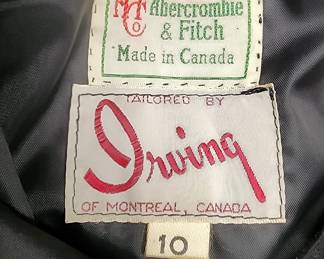 Abercrombie
& Fitch
Made in Canada
TAILORED BY
Irving
OF MONTREAL, CANADA
10